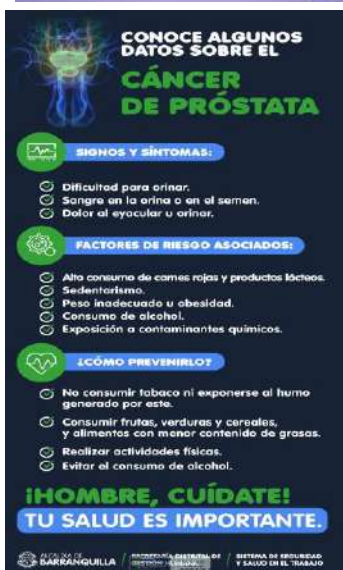 CONOCE ALGUNOS
DATOS SOBRE EL
CÁNCER
DE PRÓSTATA
SIGNOS Y SÍNTOMAS:
Dificultad para orinar.
Sangre en la orina o en el semen.
Dolor al eyacular u orinar.
FACTORES DE RIESGO ASOCIADOS:
Alto consumo de carnes rojas y productos lácteos.
Sedentarismo.
Peso inadecuado u obesidad.
Consumo de alcohol.
Exposición a contaminantes químicos.
¿CÓMO PREVENIRLO?
No consumir tabaco ni exponerse al humo
generado por este.
Consumir frutas, verduras y cereales,
y alimentos con menor contenido de grasas.
Realizar actividades físicas.
Evitar el consumo de alcohol.
¡HOMBRE, CUÍDATE!
TU SALUD ES IMPORTANTE.
ALCALDÍA DE
BARRANQUILLA
SECRETARÍA DISTRITAL DE
GESTIÓN
SISTEMA DE SEGURIDAD
Y SALUD EN EL TRABAJO